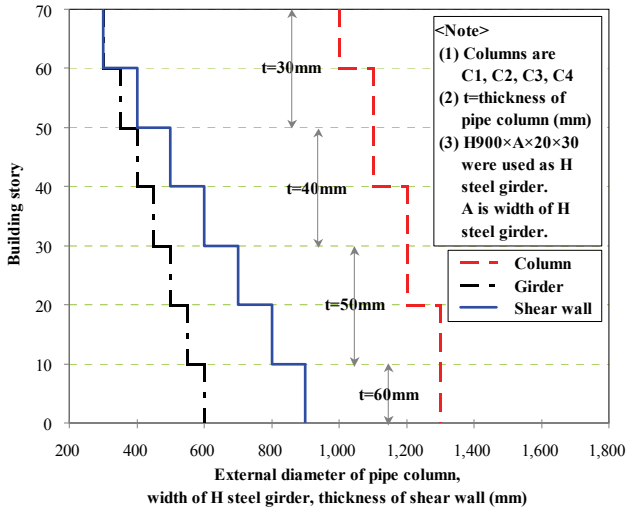 70
60
50
40
30
20
10
0
Building story
t=30mm
t=40mm
t=50mm
t=60mm
<Note>
(1) Columns are
C1, C2, C3, C4
(2) t=thickness of
pipe column (mm)
(3) H900×A×20×30
were used as H
steel girder.
A is width of H
steel girder.
Column
Girder
Shear wall
200 400 600 800 1,000 1,200 1,400 1,600 1,800
External diameter of pipe column,
width of H steel girder, thickness of shear wall (mm)